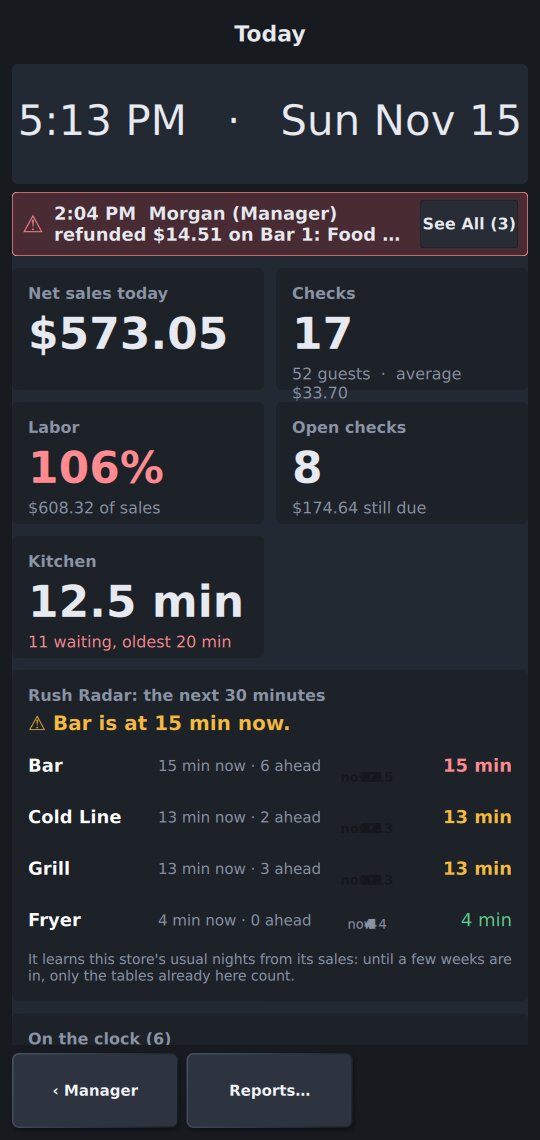 Today
5:13 PM · Sun Nov 15
⚠ 2:04 PM Morgan (Manager)
refunded $14.51 on Bar 1: Food …
See All (3)
Net sales today
$573.05
Checks
17
52 guests · average
$33.70
Labor
106%
$608.32 of sales
Open checks
8
$174.64 still due
Kitchen
12.5 min
11 waiting, oldest 20 min
Rush Radar: the next 30 minutes
⚠ Bar is at 15 min now.
Bar 15 min now · 6 ahead 15 min
Cold Line 13 min now · 2 ahead 13 min
Grill 13 min now · 3 ahead 13 min
Fryer 4 min now · 0 ahead 4 min
It learns this store's usual nights from its sales: until a few weeks are
in, only the tables already here count.
On the clock (6)
‹ Manager
Reports…